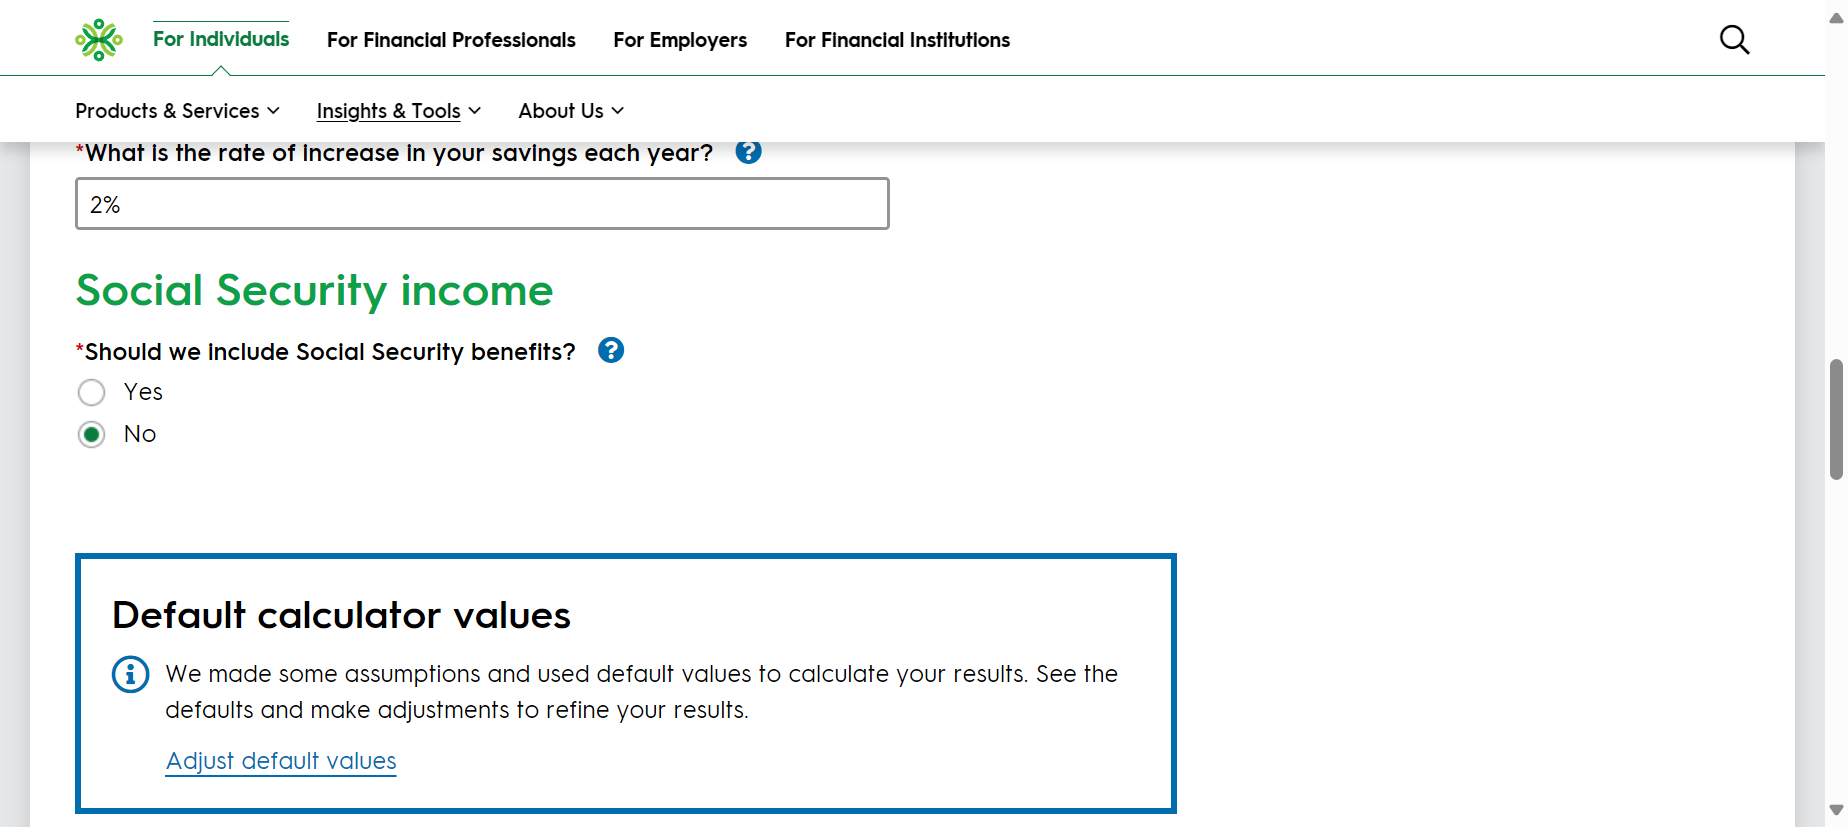 For Individuals
For Financial Professionals
For Employers
For Financial Institutions
Products & Services
Insights & Tools
About Us
*What is the rate of increase in your savings each year?
2%
Social Security income
*Should we include Social Security benefits?
Yes
No
Default calculator values
We made some assumptions and used default values to calculate your results. See the
defaults and make adjustments to refine your results.
Adjust default values